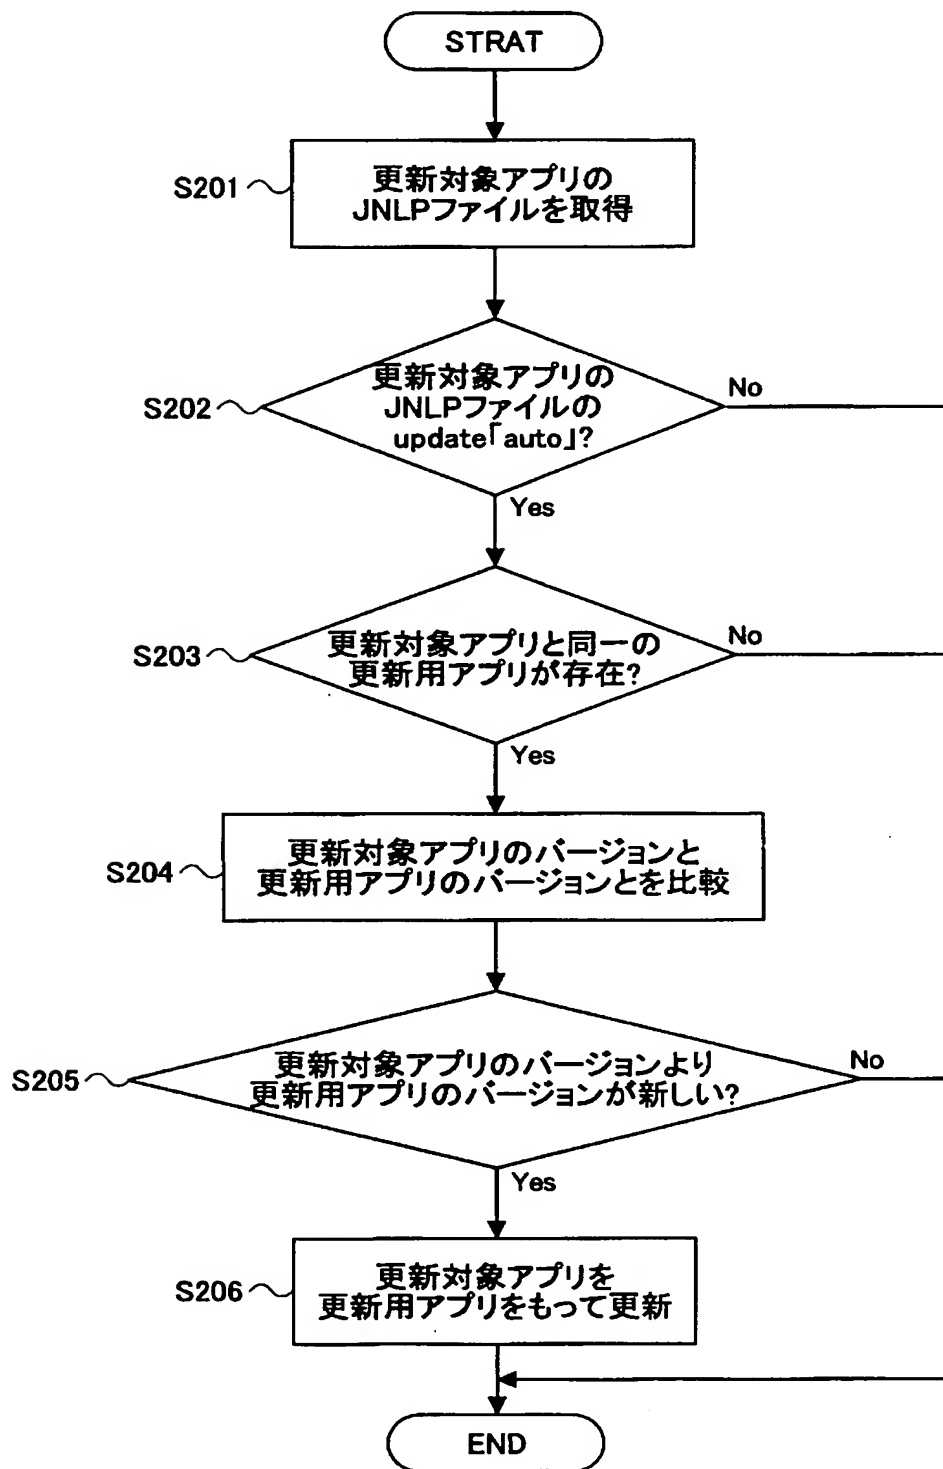 STRAT
S201
更新対象アプリの
JNLPファイルを取得
S202
更新対象アプリの
JNLPファイルの
update「auto」?
No
Yes
S203
更新対象アプリと同一の
更新用アプリが存在?
No
Yes
S204
更新対象アプリのバージョンと
更新用アプリのバージョンとを比較
S205
更新対象アプリのバージョンより
更新用アプリのバージョンが新しい?
No
Yes
S206
更新対象アプリを
更新用アプリをもって更新
END